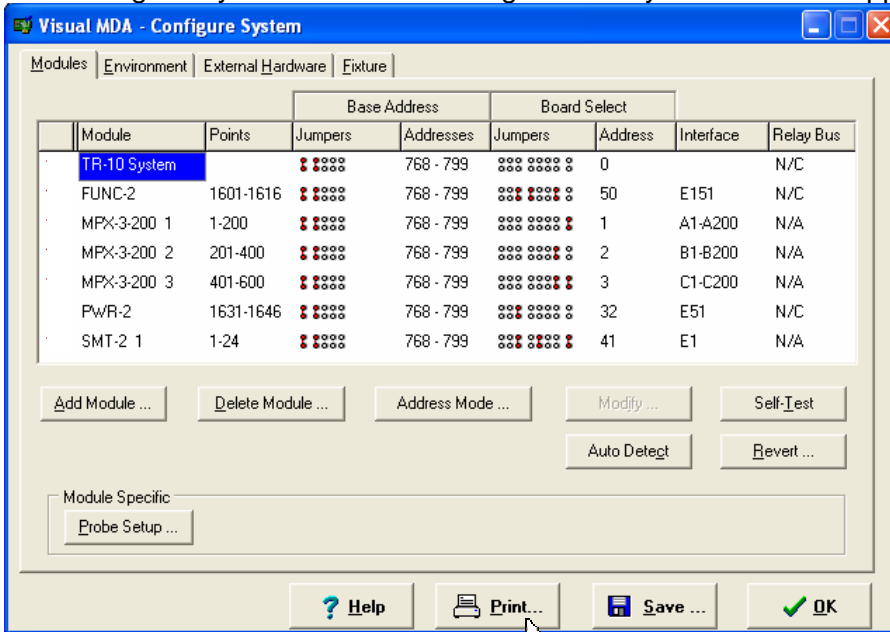 Visual MDA - Configure System
Modules Environment External Hardware Fixture
Base Address Board Select
Module Points Jumpers Addresses Jumpers Address Interface Relay Bus
TR-10 System 768 - 799 0 N/C
FUNC-2 1601-1616 768 - 799 50 E151 N/C
MPX-3-200 1 1-200 768 - 799 1 A1-A200 N/A
MPX-3-200 2 201-400 768 - 799 2 B1-B200 N/A
MPX-3-200 3 401-600 768 - 799 3 C1-C200 N/A
PWR-2 1631-1646 768 - 799 32 E51 N/C
SMT-2 1 1-24 768 - 799 41 E1 N/A
Add Module ... Delete Module ... Address Mode ... Modify ... Self-Test
Auto Detect Revert ...
Module Specific
Probe Setup ...
? Help Print... Save ... OK